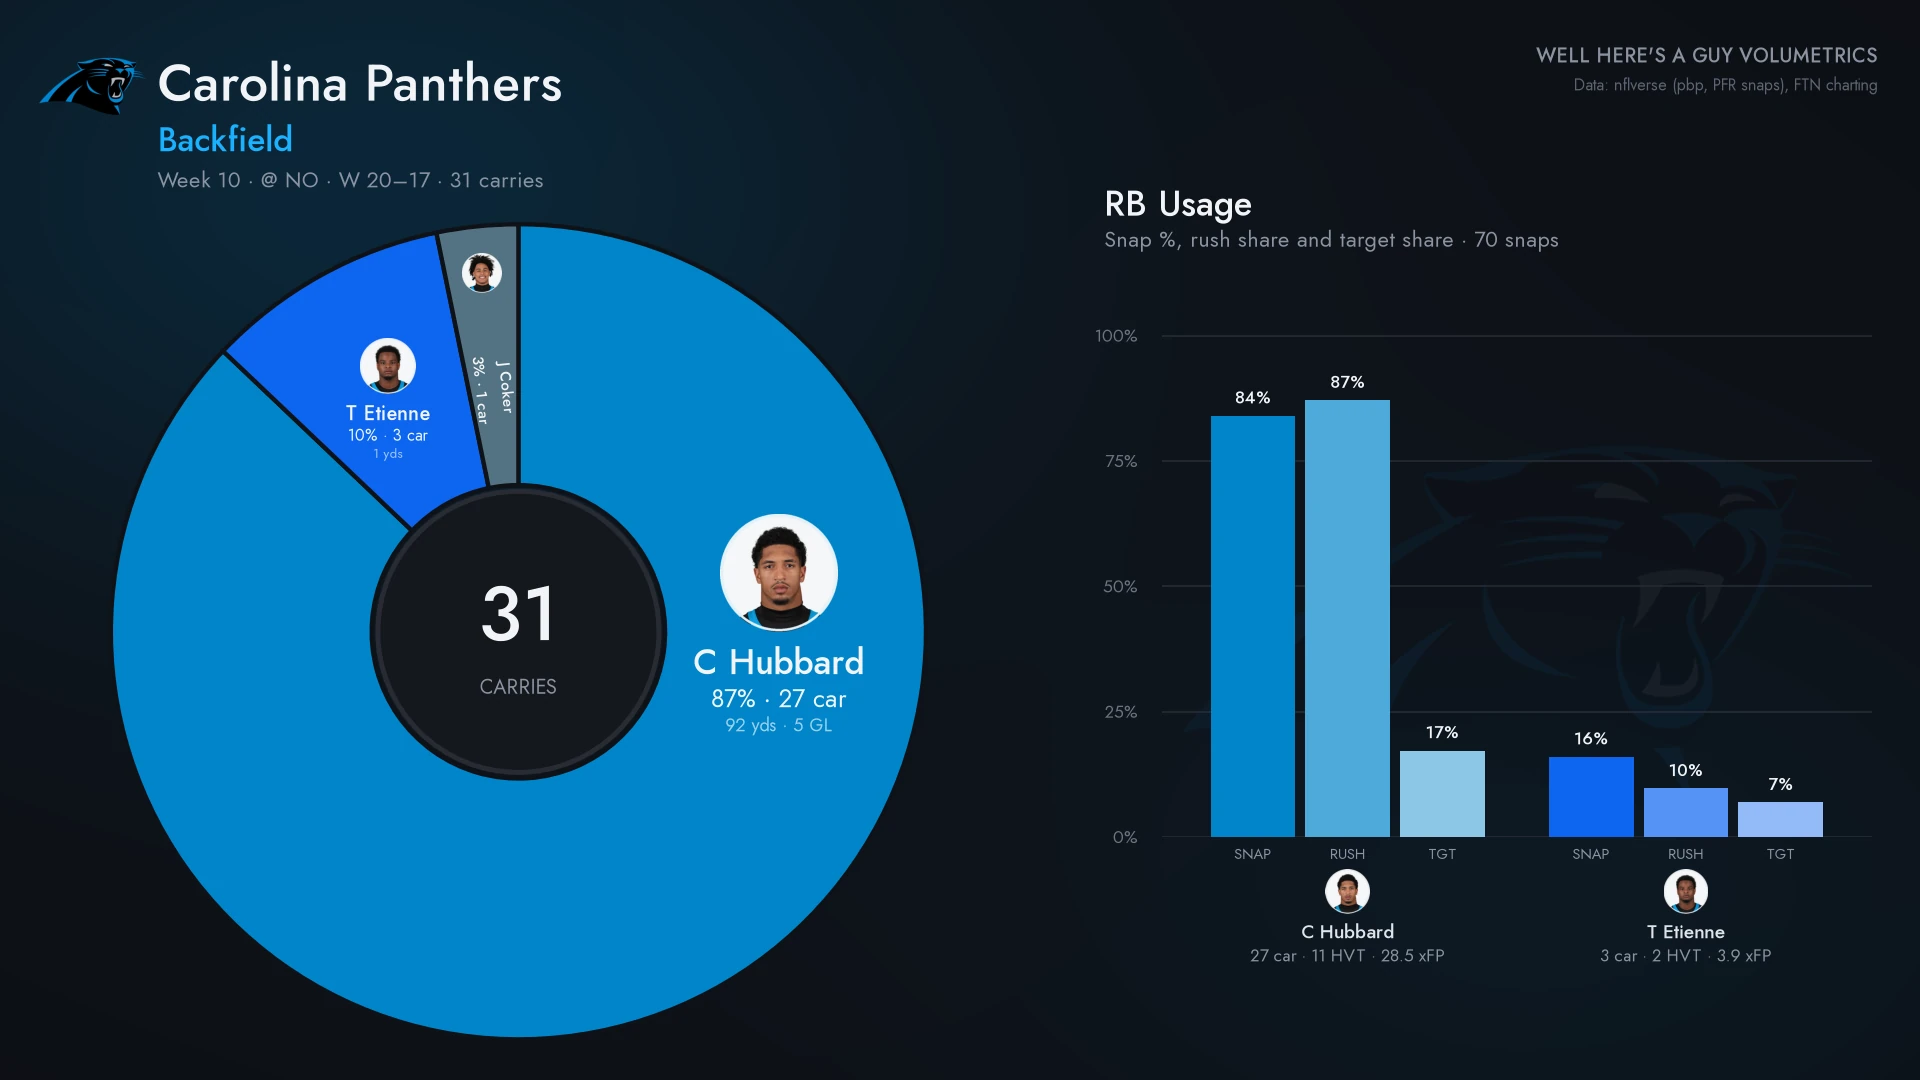 Carolina Panthers
Backfield
Week 10 · @ NO · W 20–17 · 31 carries
WELL HERE'S A GUY VOLUMETRICS
Data: nflverse (pbp, PFR snaps), FTN charting
J Coker
3% · 1 car
T Etienne
10% · 3 car
1 yds
31
CARRIES
C Hubbard
87% · 27 car
92 yds · 5 GL
RB Usage
Snap %, rush share and target share · 70 snaps
100%
75%
50%
25%
0%
84%
87%
17%
16%
10%
7%
SNAP
RUSH
TGT
SNAP
RUSH
TGT
C Hubbard
27 car · 11 HVT · 28.5 xFP
T Etienne
3 car · 2 HVT · 3.9 xFP